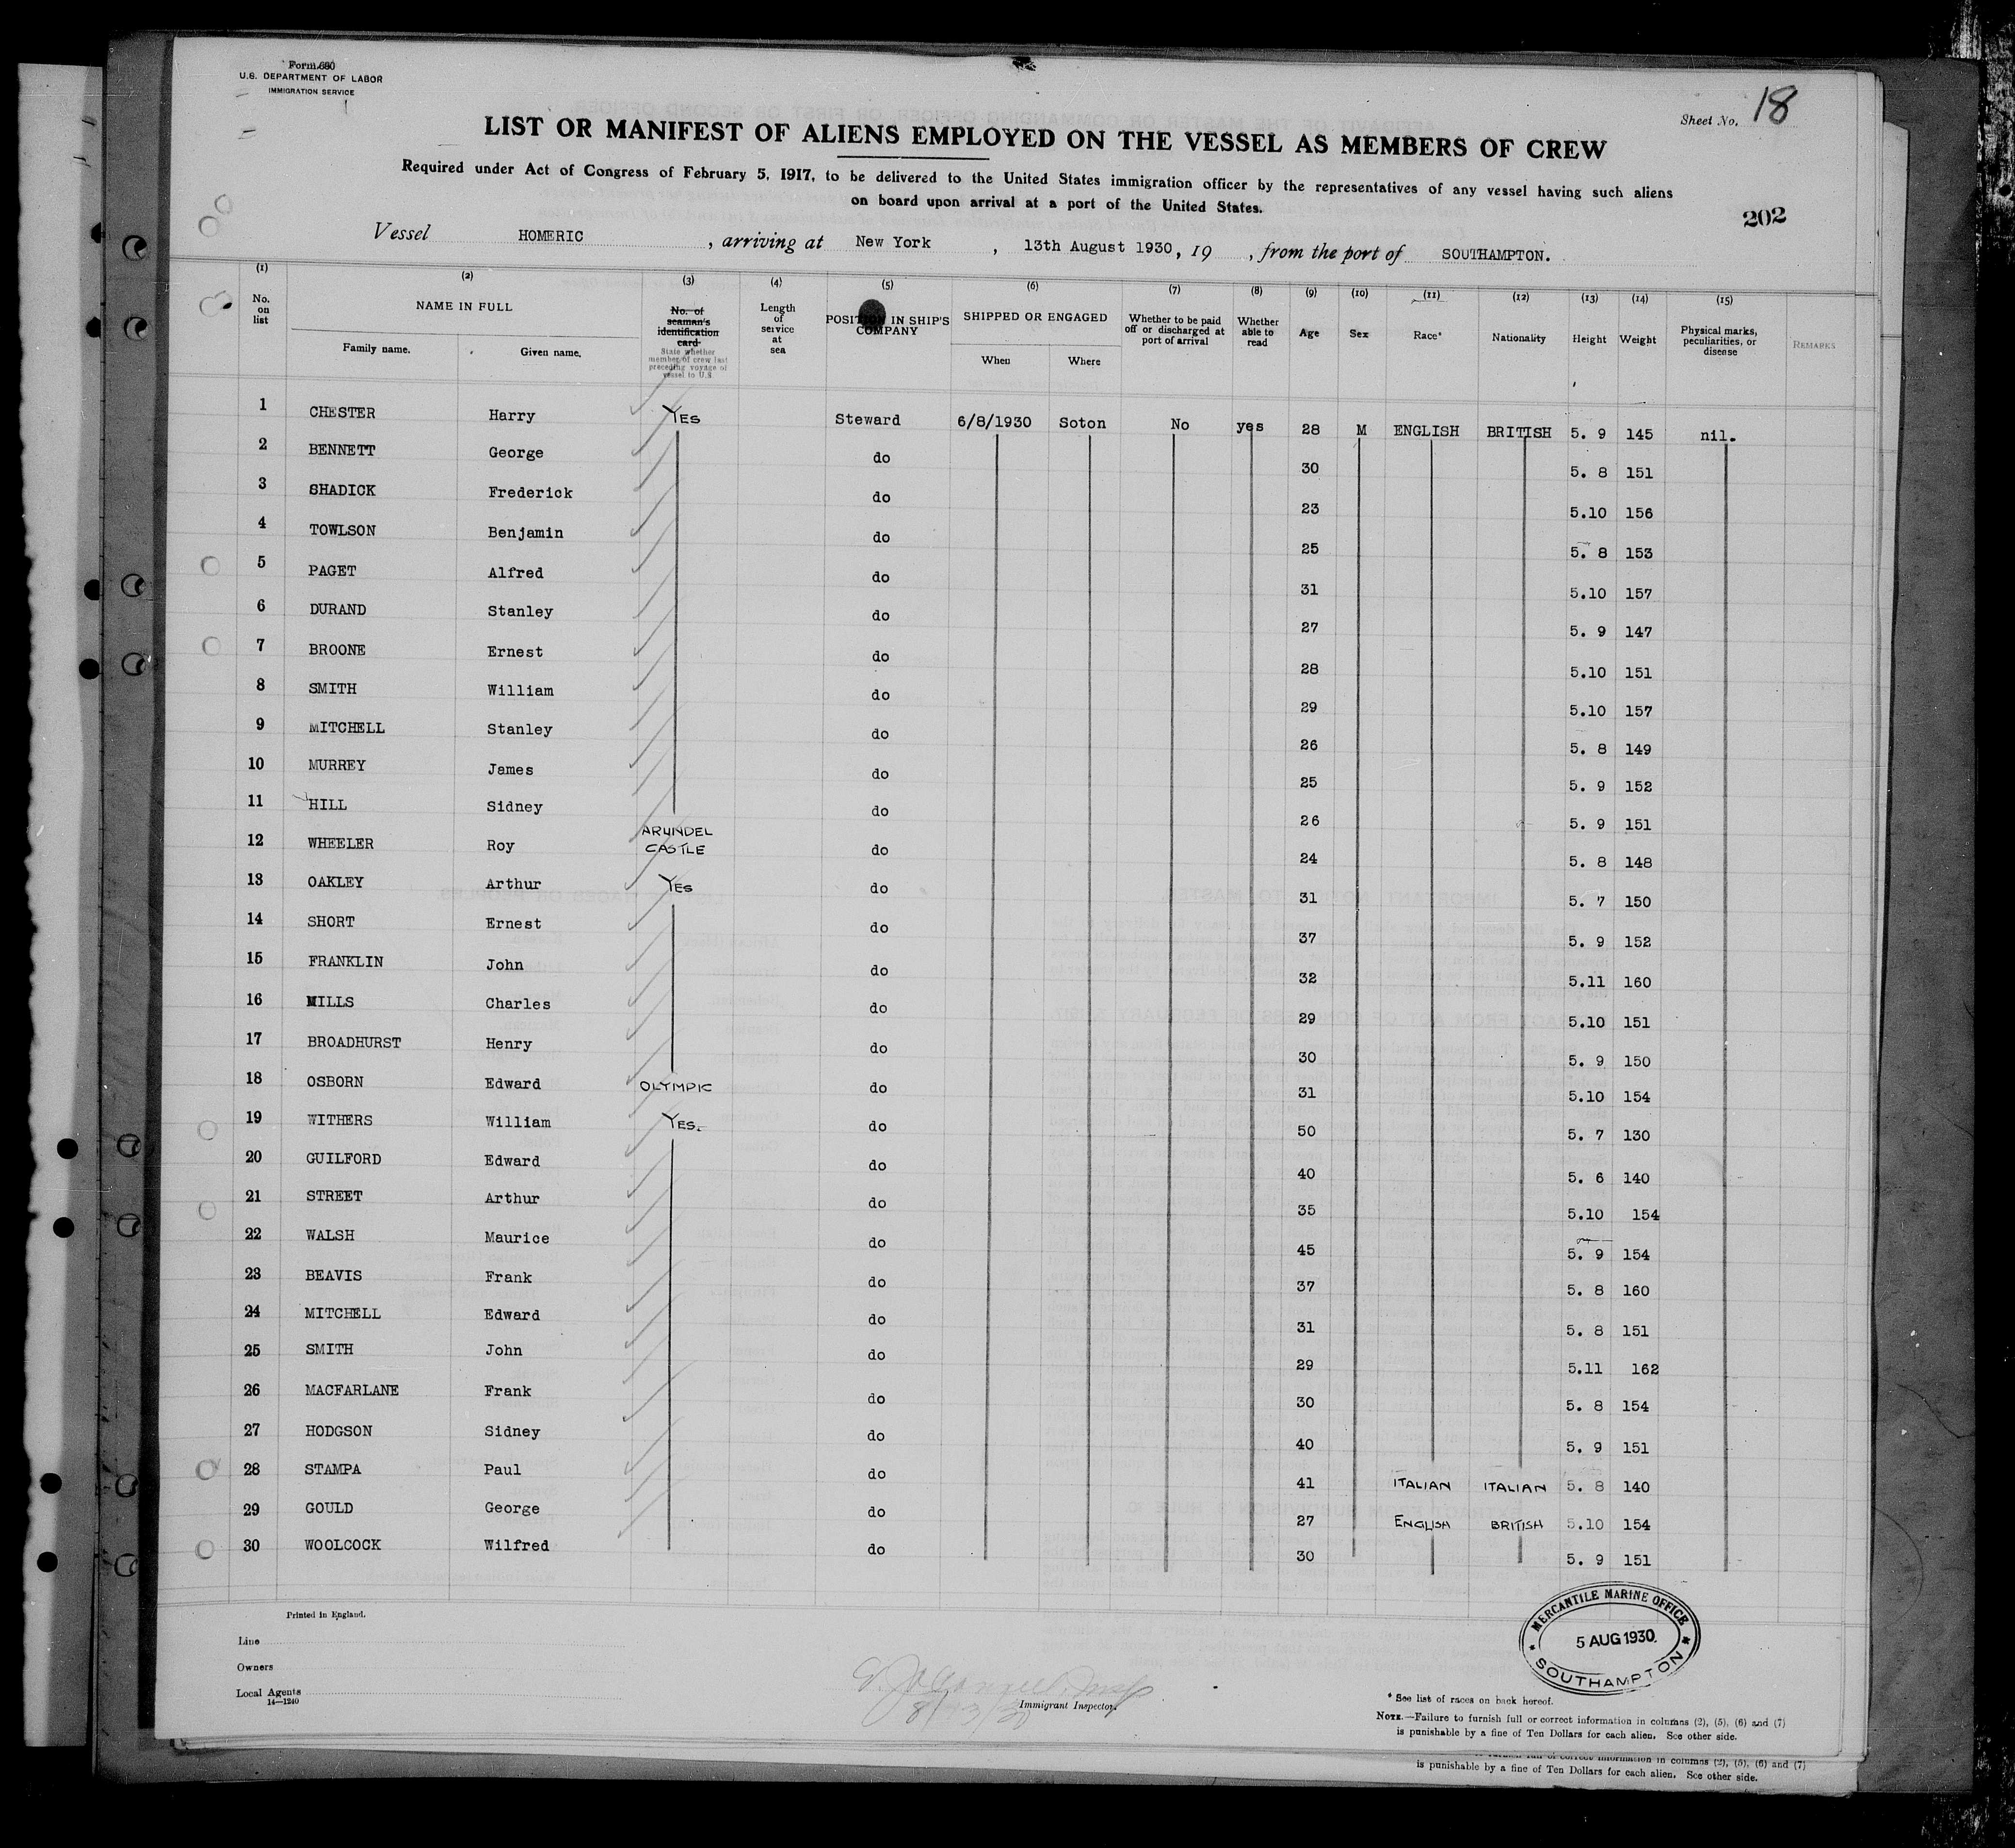 Form 680
U.S. DEPARTMENT OF LABOR
IMMIGRATION SERVICE
Sheet No. 18
LIST OR MANIFEST OF ALIENS EMPLOYED ON THE VESSEL AS MEMBERS OF CREW
Required under Act of Congress of February 5, 1917, to be delivered to the United States immigration officer by the representatives of any vessel having such aliens
on board upon arrival at a port of the United States.
202
Vessel HOMERIC , arriving at New York , 13th August 1930, 19 , from the port of SOUTHAMPTON.
(1) (2) (3) (4) (5) (6) (7) (8) (9) (10) (11) (12) (13) (14) (15)
No. on list
NAME IN FULL
Family name. Given name.
No. of seaman's identification card
State whether member of crew last preceding voyage of vessel to U.S.
Length of service at sea
POSITION IN SHIP'S COMPANY
SHIPPED OR ENGAGED
When Where
Whether to be paid off or discharged at port of arrival
Whether able to read
Age
Sex
Race*
Nationality
Height
Weight
Physical marks, peculiarities, or disease
REMARKS
1 CHESTER Harry YES Steward 6/8/1930 Soton No yes 28 M ENGLISH BRITISH 5. 9 145 nil.
2 BENNETT George do 30 5. 8 151
3 SHADICK Frederick do 23 5.10 156
4 TOWLSON Benjamin do 25 5. 8 153
5 PAGET Alfred do 31 5.10 157
6 DURAND Stanley do 27 5. 9 147
7 BROONE Ernest do 28 5.10 151
8 SMITH William do 29 5.10 157
9 MITCHELL Stanley do 26 5. 8 149
10 MURREY James do 25 5. 9 152
11 HILL Sidney do 26 5. 9 151
12 WHEELER Roy ARUNDEL CASTLE do 24 5. 8 148
13 OAKLEY Arthur YES do 31 5. 7 150
14 SHORT Ernest do 37 5. 9 152
15 FRANKLIN John do 32 5.11 160
16 MILLS Charles do 29 5.10 151
17 BROADHURST Henry do 30 5. 9 150
18 OSBORN Edward OLYMPIC do 31 5.10 154
19 WITHERS William YES. do 50 5. 7 130
20 GUILFORD Edward do 40 5. 6 140
21 STREET Arthur do 35 5.10 154
22 WALSH Maurice do 45 5. 9 154
23 BEAVIS Frank do 37 5. 8 160
24 MITCHELL Edward do 31 5. 8 151
25 SMITH John do 29 5.11 162
26 MACFARLANE Frank do 30 5. 8 154
27 HODGSON Sidney do 40 5. 9 151
28 STAMPA Paul do 41 ITALIAN ITALIAN 5. 8 140
29 GOULD George do 27 ENGLISH BRITISH 5.10 154
30 WOOLCOCK Wilfred do 30 5. 9 151
Printed in England.
Line
Owners
Local Agents
14—1240
8/13/30
Immigrant Inspector.
MERCANTILE MARINE OFFICE
5 AUG 1930
SOUTHAMPTON
* See list of races on back hereof.
NOTE.—Failure to furnish full or correct information in columns (2), (5), (6) and (7)
is punishable by a fine of Ten Dollars for each alien. See other side.
information in columns (2), (5), (6) and (7)
is punishable by a fine of Ten Dollars for each alien. See other side.